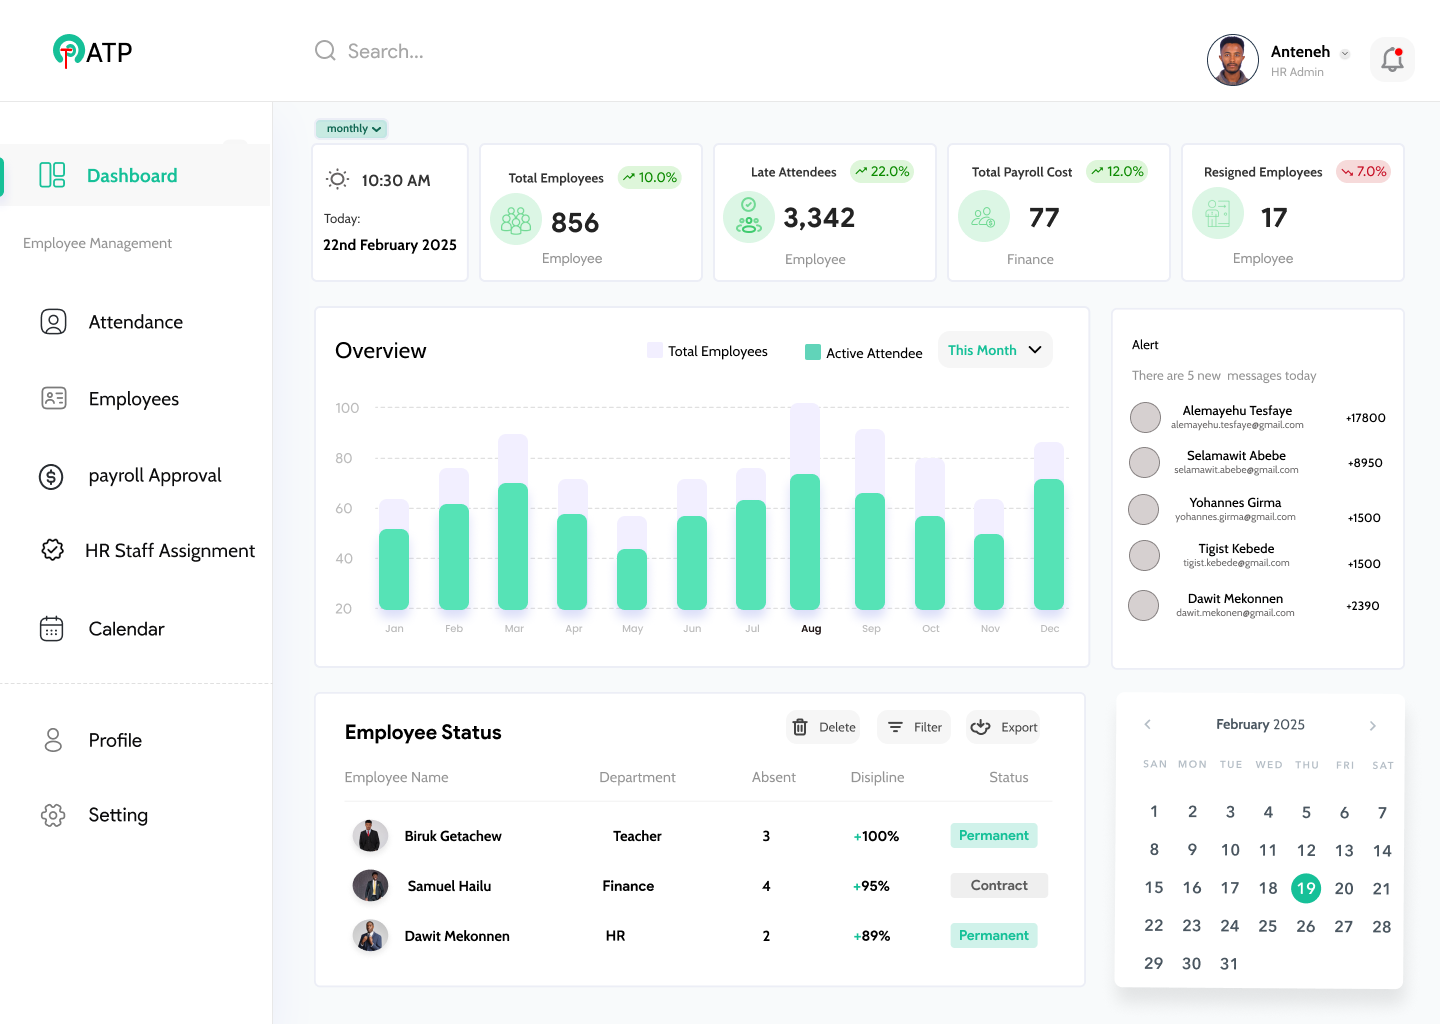 ATP
Search...
Anteneh
HR Admin
Dashboard
Employee Management
Attendance
Employees
payroll Approval
HR Staff Assignment
Calendar
Profile
Setting
monthly
10:30 AM
Today:
22nd February 2025
Total Employees
10.0%
856
Employee
Late Attendees
22.0%
3,342
Employee
Total Payroll Cost
12.0%
77
Finance
Resigned Employees
7.0%
17
Employee
Overview
Total Employees
Active Attendee
This Month
100
80
60
40
20
Jan Feb Mar Apr May Jun Jul Aug Sep Oct Nov Dec
Alert
There are 5 new messages today
Alemayehu Tesfaye
alemayehu.tesfaye@gmail.com
+17800
Selamawit Abebe
selamawit.abebe@gmail.com
+8950
Yohannes Girma
yohannes.girma@gmail.com
+1500
Tigist Kebede
tigist.kebede@gmail.com
+1500
Dawit Mekonnen
dawit.mekonen@gmail.com
+2390
Employee Status
Delete
Filter
Export
Employee Name Department Absent Disipline Status
Biruk Getachew Teacher 3 +100% Permanent
Samuel Hailu Finance 4 +95% Contract
Dawit Mekonnen HR 2 +89% Permanent
February 2025
SAN MON TUE WED THU FRI SAT
1 2 3 4 5 6 7
8 9 10 11 12 13 14
15 16 17 18 19 20 21
22 23 24 25 26 27 28
29 30 31